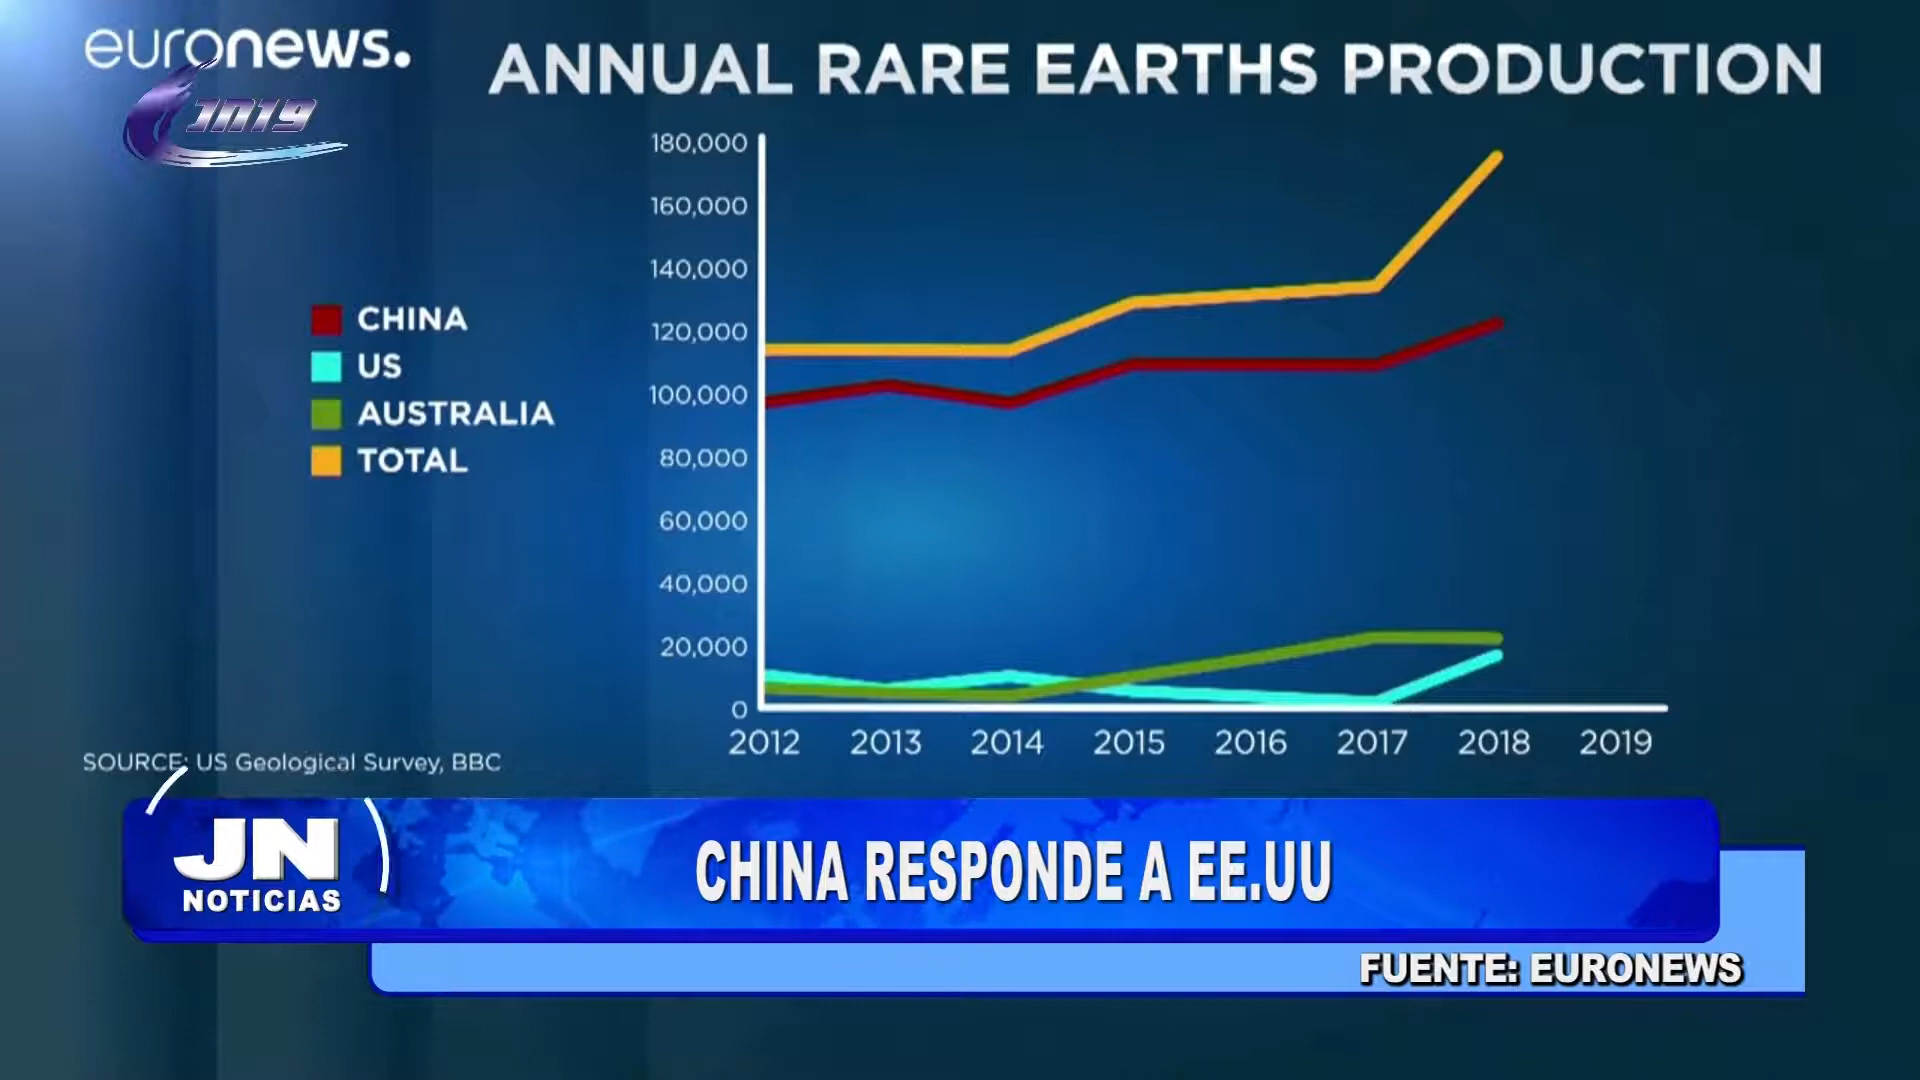 euronews.
JN19
ANNUAL RARE EARTHS PRODUCTION
180,000
160,000
140,000
120,000
100,000
80,000
60,000
40,000
20,000
0
CHINA
US
AUSTRALIA
TOTAL
2012 2013 2014 2015 2016 2017 2018 2019
SOURCE: US Geological Survey, BBC
JN
NOTICIAS
CHINA RESPONDE A EE.UU
FUENTE: EURONEWS